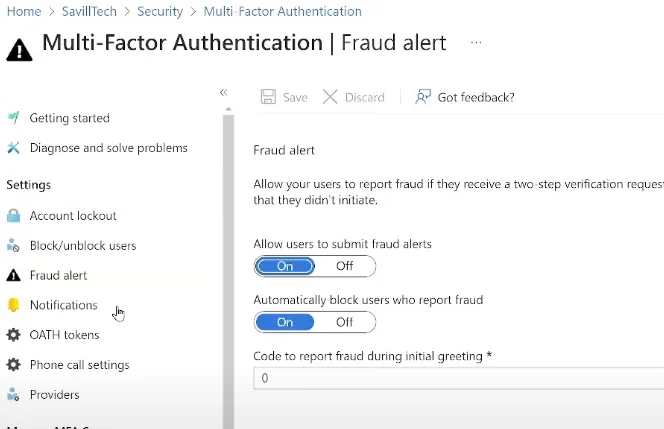 Home > SavillTech > Security > Multi-Factor Authentication
Multi-Factor Authentication | Fraud alert ...
«
Save Discard Got feedback?
Getting started
Diagnose and solve problems
Settings
Account lockout
Block/unblock users
Fraud alert
Notifications
OATH tokens
Phone call settings
Providers
Fraud alert
Allow your users to report fraud if they receive a two-step verification reques
that they didn't initiate.
Allow users to submit fraud alerts
On Off
Automatically block users who report fraud
On Off
Code to report fraud during initial greeting *
0